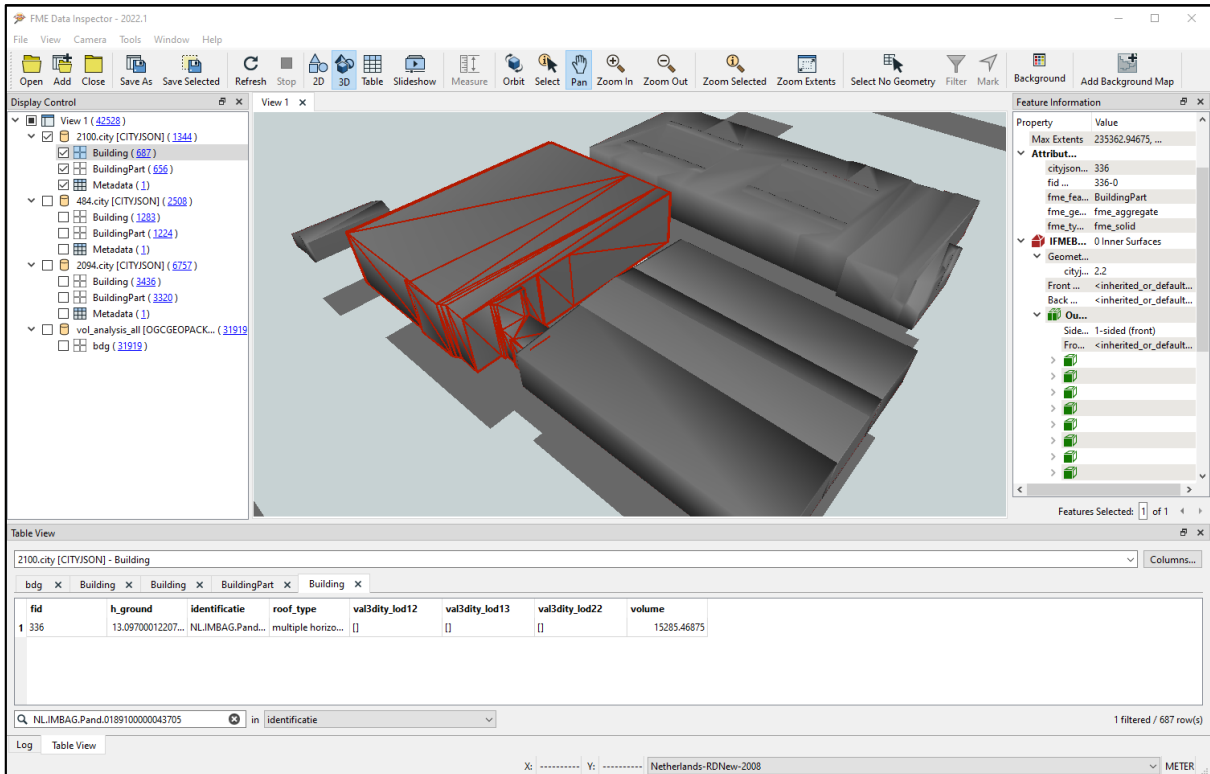 FME Data Inspector - 2022.1
File View Camera Tools Window Help
Open Add Close Save As Save Selected Refresh Stop 2D 3D Table Slideshow Measure Orbit Select Pan Zoom In Zoom Out Zoom Selected Zoom Extents Select No Geometry Filter Mark Background Add Background Map
Display Control
View 1 (42528)
2100.city [CITYJSON] (1344)
Building (687)
BuildingPart (656)
Metadata (1)
484.city [CITYJSON] (2508)
Building (1283)
BuildingPart (1224)
Metadata (1)
2094.city [CITYJSON] (6757)
Building (3436)
BuildingPart (3320)
Metadata (1)
vol_analysis_all [OGCGEOPACK... (31919
bdg (31919)
View 1
Feature Information
Property Value
Max Extents 235362.94675, ...
Attribut...
cityjson... 336
fid ... 336-0
fme_fea... BuildingPart
fme_ge... fme_aggregate
fme_ty... fme_solid
IFMEB... 0 Inner Surfaces
Geomet...
cityj... 2.2
Front ... <inherited_or_default...
Back ... <inherited_or_default...
Ou...
Side... 1-sided (front)
Fro... <inherited_or_default...
Features Selected: 1 of 1
Table View
2100.city [CITYJSON] - Building
Columns...
bdg Building Building BuildingPart Building
fid h_ground identificatie roof_type val3dity_lod12 val3dity_lod13 val3dity_lod22 volume
1 336 13.09700012207... NL.IMBAG.Pand... multiple horizo... [] [] [] 15285.46875
NL.IMBAG.Pand.0189100000043705 in identificatie
1 filtered / 687 row(s)
Log Table View
X: ---------- Y: ---------- Netherlands-RDNew-2008 METER